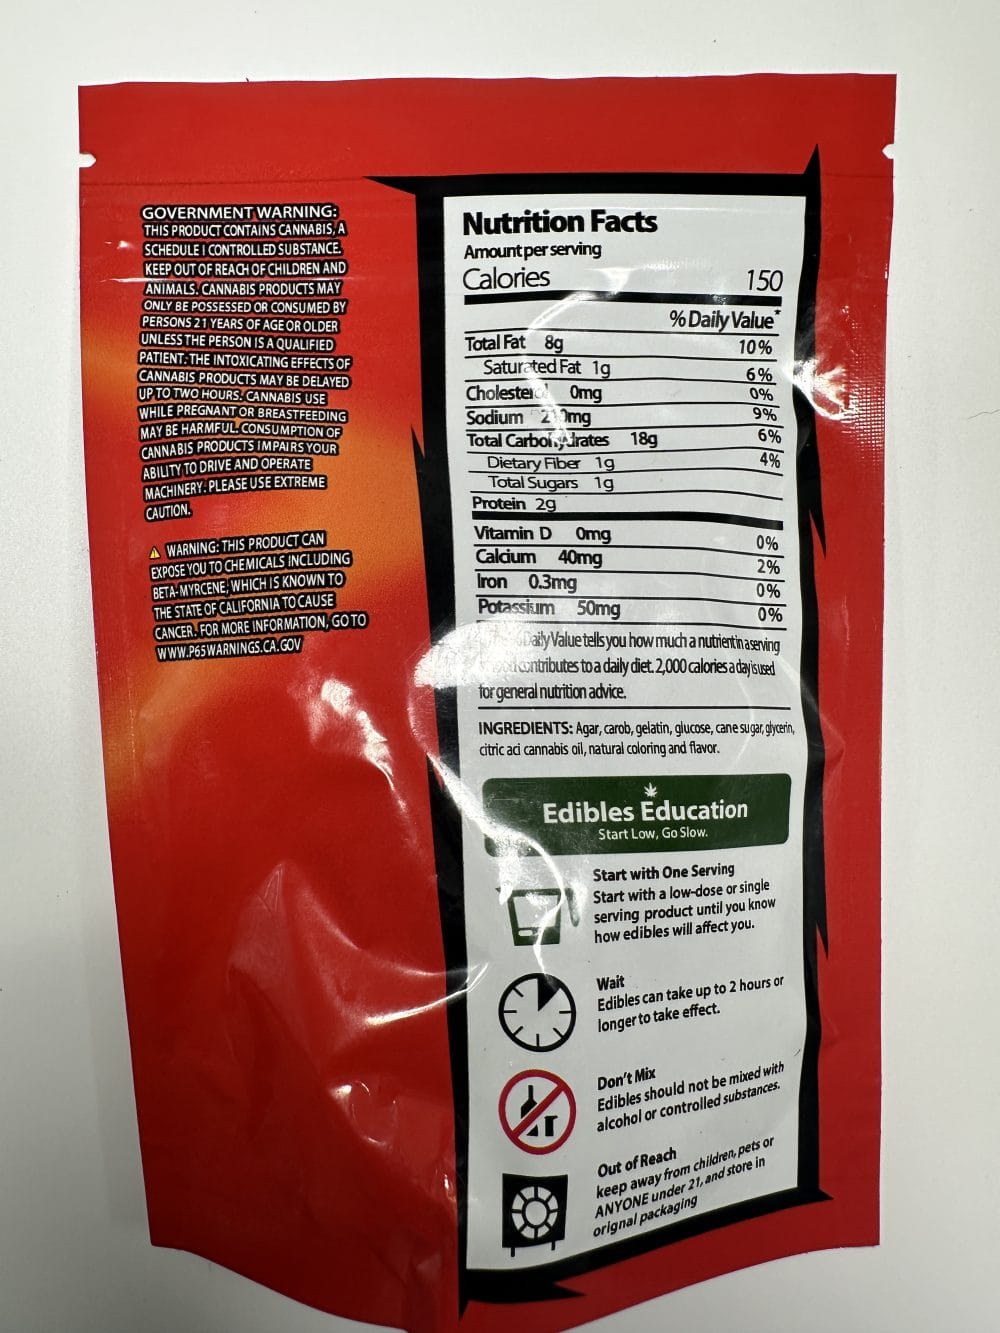 GOVERNMENT WARNING:
THIS PRODUCT CONTAINS CANNABIS, A
SCHEDULE I CONTROLLED SUBSTANCE.
KEEP OUT OF REACH OF CHILDREN AND
ANIMALS. CANNABIS PRODUCTS MAY
ONLY BE POSSESSED OR CONSUMED BY
PERSONS 21 YEARS OF AGE OR OLDER
UNLESS THE PERSON IS A QUALIFIED
PATIENT; THE INTOXICATING EFFECTS OF
CANNABIS PRODUCTS MAY BE DELAYED
UP TO TWO HOURS. CANNABIS USE
WHILE PREGNANT OR BREASTFEEDING
MAY BE HARMFUL. CONSUMPTION OF
CANNABIS PRODUCTS IMPAIRS YOUR
ABILITY TO DRIVE AND OPERATE
MACHINERY. PLEASE USE EXTREME
CAUTION.
WARNING: THIS PRODUCT CAN
EXPOSE YOU TO CHEMICALS INCLUDING
BETA-MYRCENE, WHICH IS KNOWN TO
THE STATE OF CALIFORNIA TO CAUSE
CANCER. FOR MORE INFORMATION, GO TO
WWW.P65WARNINGS.CA.GOV
Nutrition Facts
Amount per serving
Calories 150
% Daily Value*
Total Fat 8g 10%
Saturated Fat 1g 6%
Cholesterol 0mg 0%
Sodium 9%
Total Carbohydrates 18g 6%
Dietary Fiber 1g 4%
Total Sugars 1g
Protein 2g
Vitamin D 0mg 0%
Calcium 40mg 2%
Iron 0.3mg 0%
Potassium 50mg 0%
Daily Value tells you how much a nutrient in a serving
contributes to a daily diet. 2,000 calories a day is used
for general nutrition advice.
INGREDIENTS: Agar, carob, gelatin, glucose, cane sugar, glycerin,
citric aci cannabis oil, natural coloring and flavor.
Edibles Education
Start Low, Go Slow.
Start with One Serving
Start with a low-dose or single
serving product until you know
how edibles will affect you.
Wait
Edibles can take up to 2 hours or
longer to take effect.
Don't Mix
Edibles should not be mixed with
alcohol or controlled substances.
Out of Reach
keep away from children, pets or
ANYONE under 21, and store in
orignal packaging